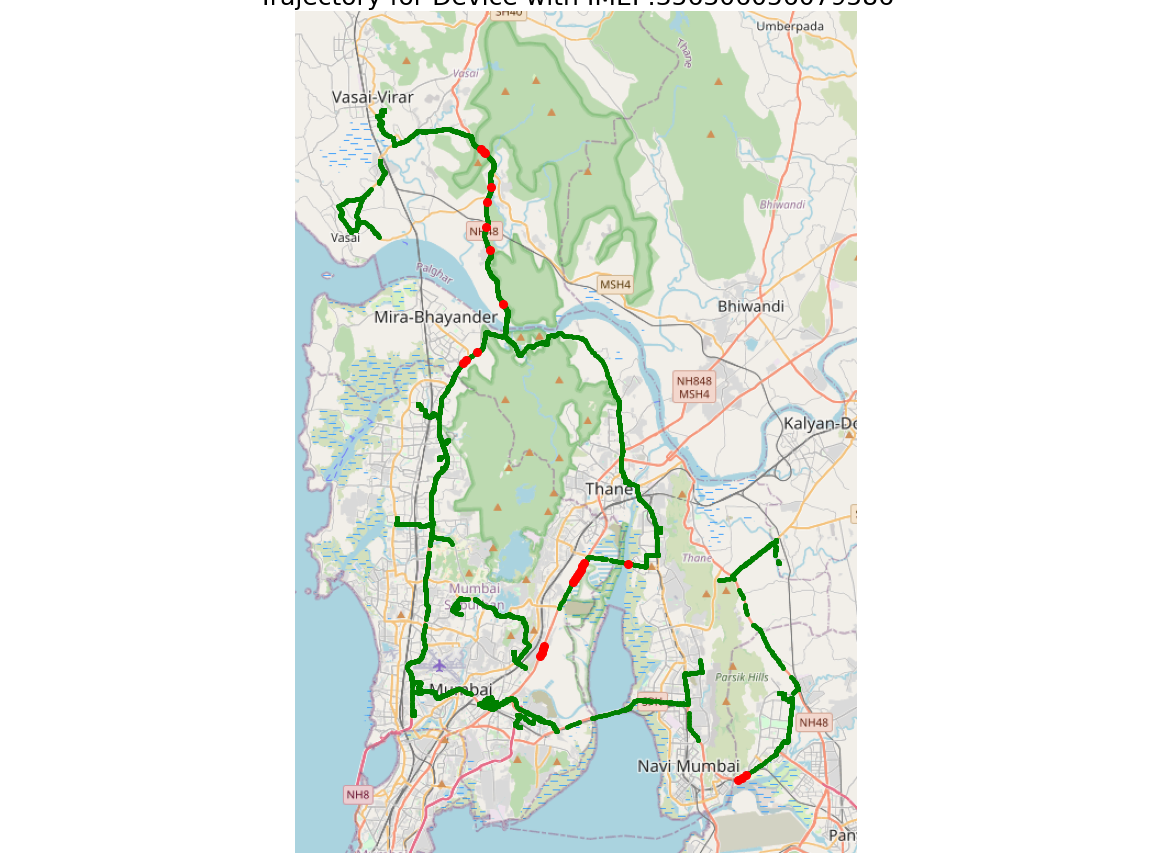 Trajectory for Device with IMEI :356566056079586
SH40
Umberpada
Thane
Vasai
Vasai-Virar
Bhiwandi
NH48
Vasai
Palghar
MSH4
Bhiwandi
Mira-Bhayander
NH848
MSH4
Kalyan-Do
Thane
Thane
Mumbai
Suburban
Parsik Hills
Mumbai
NH48
Navi Mumbai
NH8
Pan